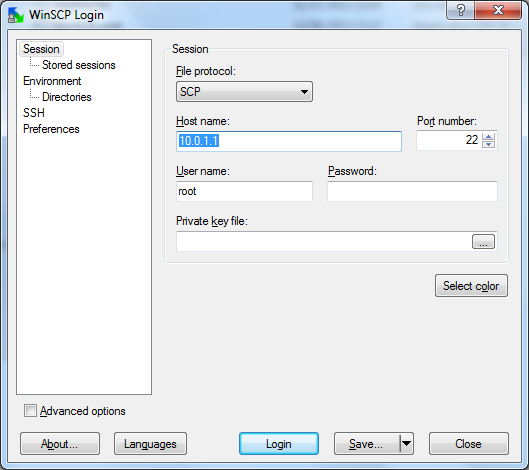 WinSCP Login
?
Session
Stored sessions
Environment
Directories
SSH
Preferences
Session
File protocol:
SCP
Host name:
Port number:
10.0.1.1
22
User name:
Password:
root
Private key file:
...
Select color
Advanced options
About...
Languages
Login
Save...
Close